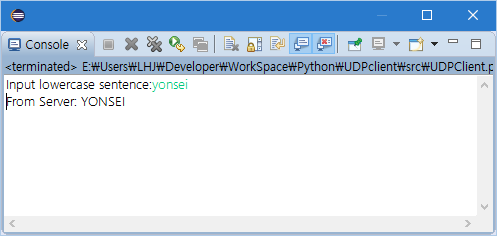 Console
<terminated> E:₩Users₩LHJ₩Developer₩WorkSpace₩Python₩UDPclient₩src₩UDPClient.p
Input lowercase sentence:yonsei
From Server: YONSEI